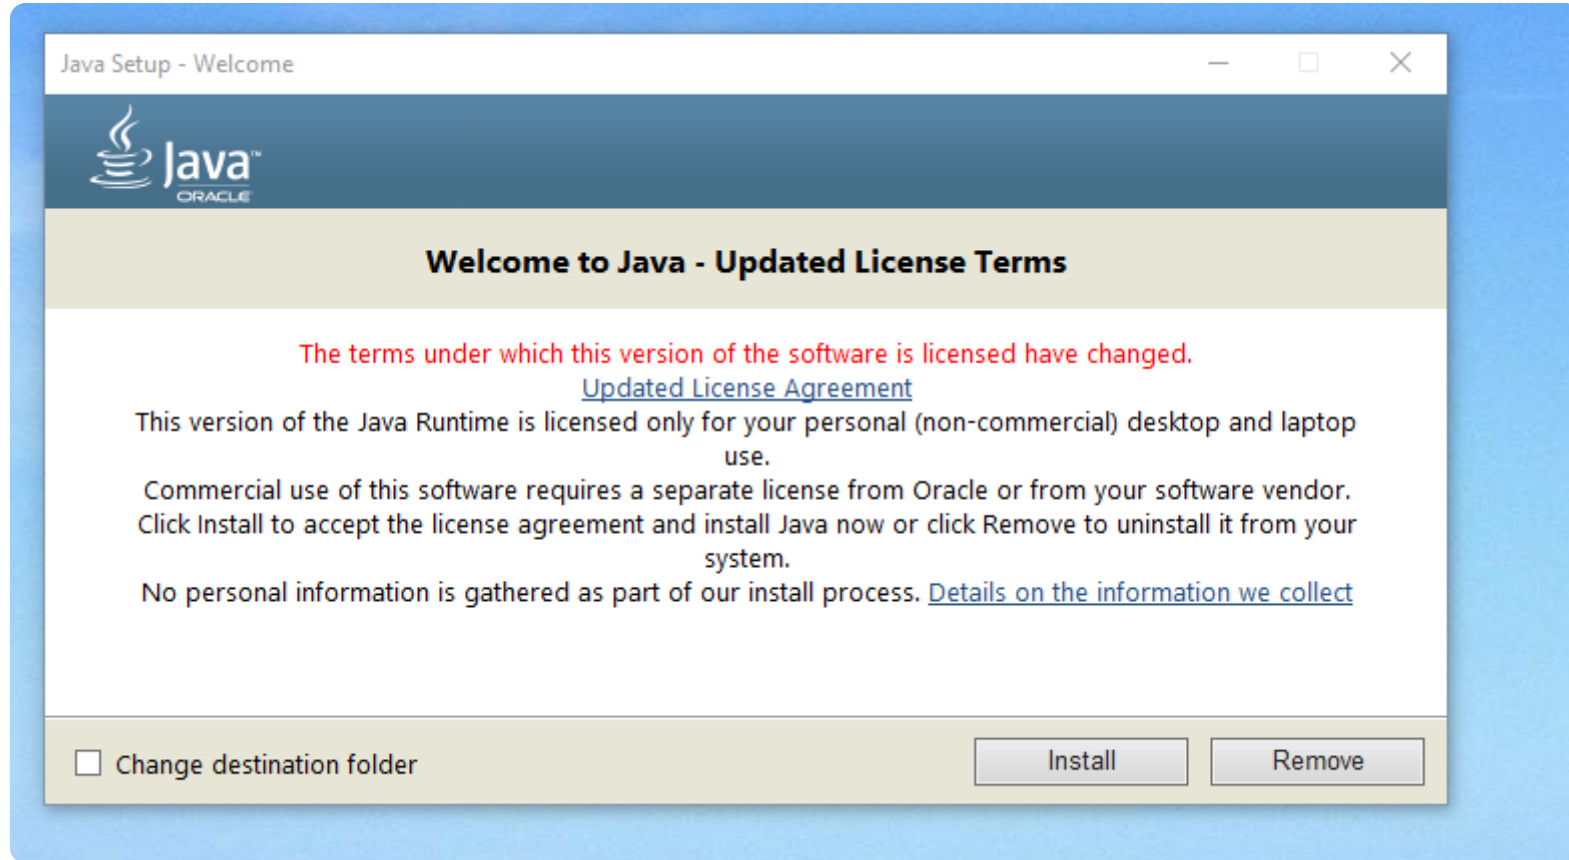 Java Setup - Welcome
Java™
ORACLE
Welcome to Java - Updated License Terms
The terms under which this version of the software is licensed have changed.
Updated License Agreement
This version of the Java Runtime is licensed only for your personal (non-commercial) desktop and laptop
use.
Commercial use of this software requires a separate license from Oracle or from your software vendor.
Click Install to accept the license agreement and install Java now or click Remove to uninstall it from your
system.
No personal information is gathered as part of our install process. Details on the information we collect
Change destination folder
Install
Remove